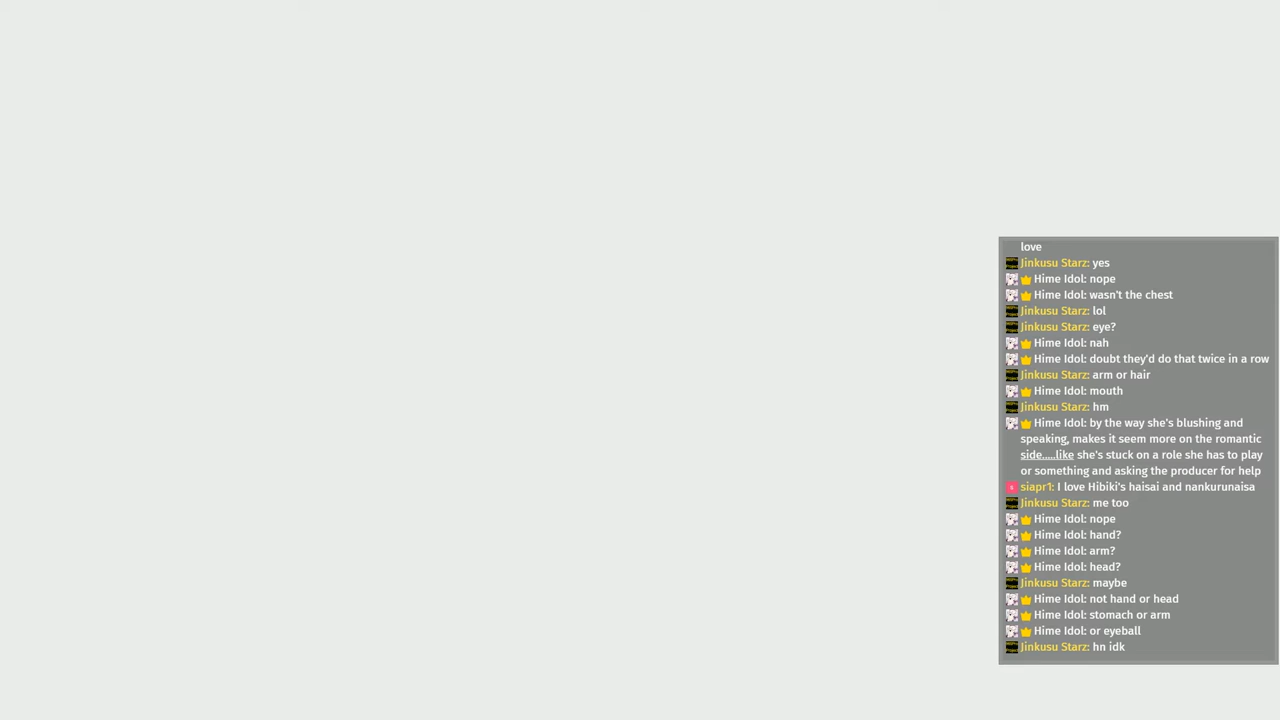 love
Jinkusu Starz: yes
Hime Idol: nope
Hime Idol: wasn't the chest
Jinkusu Starz: lol
Jinkusu Starz: eye?
Hime Idol: nah
Hime Idol: doubt they'd do that twice in a row
Jinkusu Starz: arm or hair
Hime Idol: mouth
Jinkusu Starz: hm
Hime Idol: by the way she's blushing and
speaking, makes it seem more on the romantic
side.....like she's stuck on a role she has to play
or something and asking the producer for help
siapr1: I love Hibiki's haisai and nankurunaisa
Jinkusu Starz: me too
Hime Idol: nope
Hime Idol: hand?
Hime Idol: arm?
Hime Idol: head?
Jinkusu Starz: maybe
Hime Idol: not hand or head
Hime Idol: stomach or arm
Hime Idol: or eyeball
Jinkusu Starz: hn idk